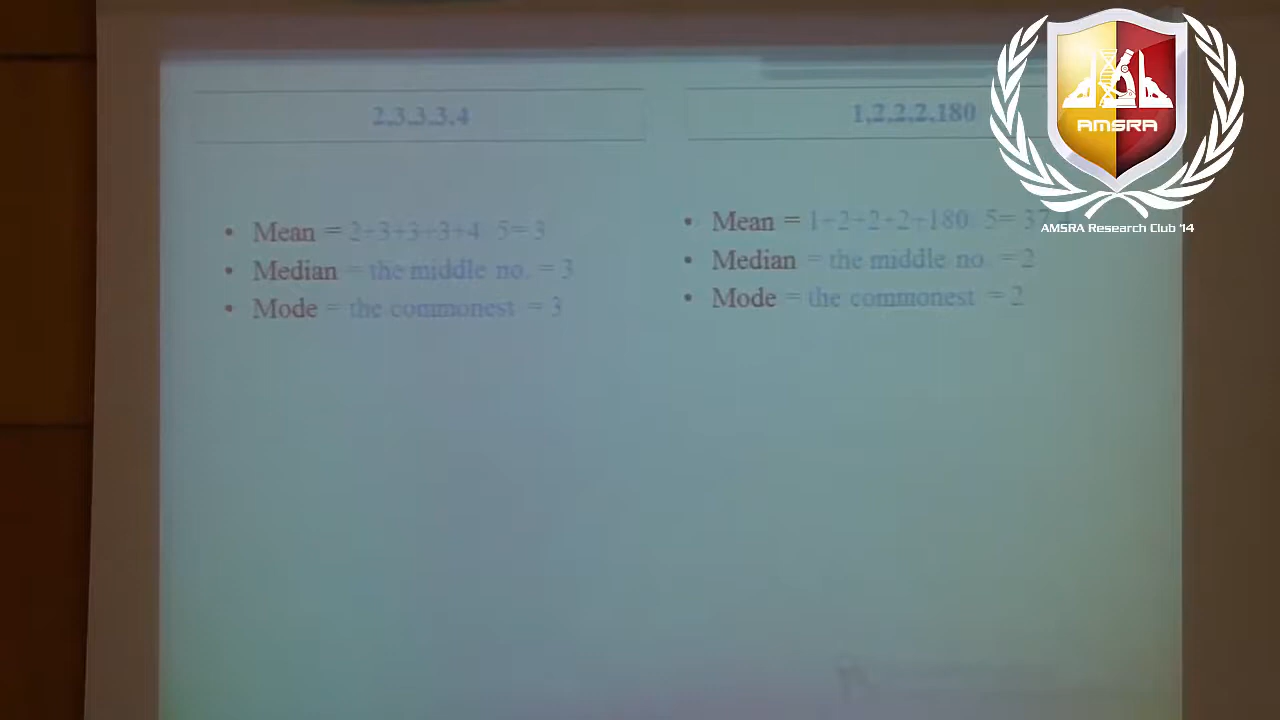 2,3,3,3,4
• Mean = 2+3+3+3+4/ 5= 3
• Median = the middle no. = 3
• Mode = the commonest = 3
1,2,2,2,180
• Mean = 1+2+2+2+180/ 5= 37.4
• Median = the middle no. = 2
• Mode = the commonest = 2
AMSRA
AMSRA Research Club '14